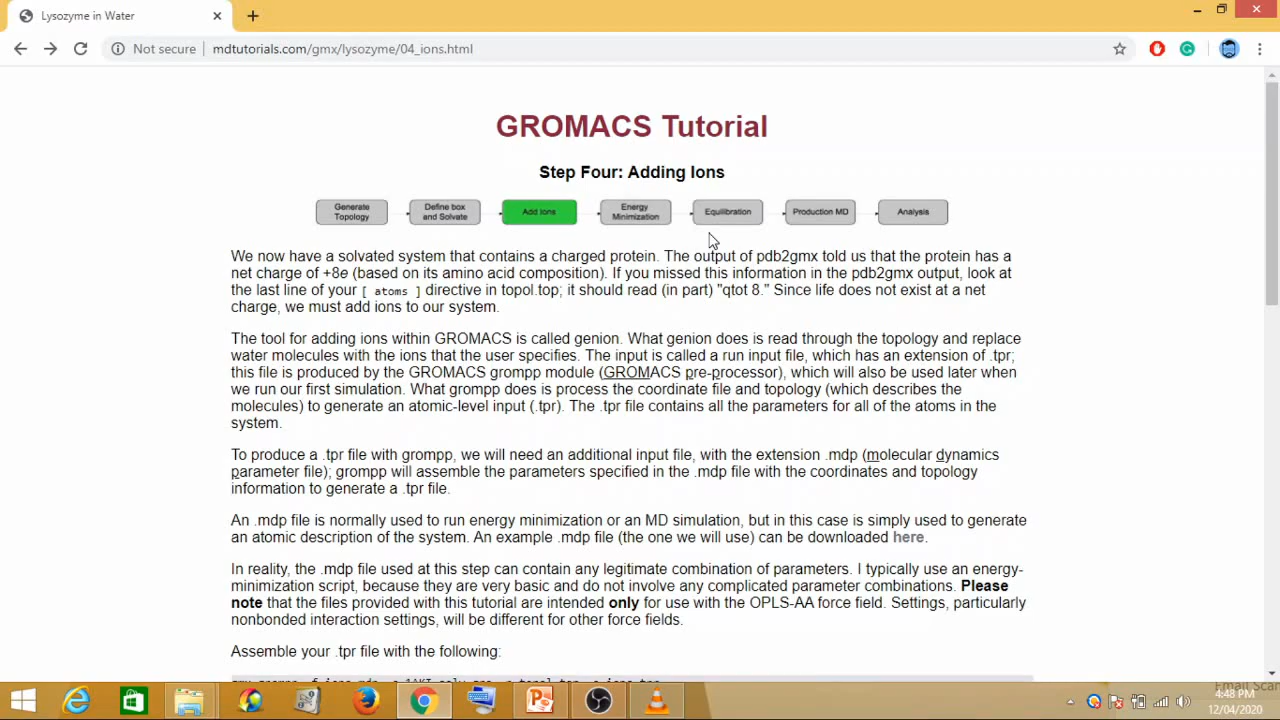 Lysozyme in Water
Not secure | mdtutorials.com/gmx/lysozyme/04_ions.html
GROMACS Tutorial
Step Four: Adding Ions
Generate Topology
Define box and Solvate
Add Ions
Energy Minimization
Equilibration
Production MD
Analysis
We now have a solvated system that contains a charged protein. The output of pdb2gmx told us that the protein has a
net charge of +8e (based on its amino acid composition). If you missed this information in the pdb2gmx output, look at
the last line of your [ atoms ] directive in topol.top; it should read (in part) "qtot 8." Since life does not exist at a net
charge, we must add ions to our system.
The tool for adding ions within GROMACS is called genion. What genion does is read through the topology and replace
water molecules with the ions that the user specifies. The input is called a run input file, which has an extension of .tpr;
this file is produced by the GROMACS grompp module (GROMACS pre-processor), which will also be used later when
we run our first simulation. What grompp does is process the coordinate file and topology (which describes the
molecules) to generate an atomic-level input (.tpr). The .tpr file contains all the parameters for all of the atoms in the
system.
To produce a .tpr file with grompp, we will need an additional input file, with the extension .mdp (molecular dynamics
parameter file); grompp will assemble the parameters specified in the .mdp file with the coordinates and topology
information to generate a .tpr file.
An .mdp file is normally used to run energy minimization or an MD simulation, but in this case is simply used to generate
an atomic description of the system. An example .mdp file (the one we will use) can be downloaded here.
In reality, the .mdp file used at this step can contain any legitimate combination of parameters. I typically use an energy-
minimization script, because they are very basic and do not involve any complicated parameter combinations. Please
note that the files provided with this tutorial are intended only for use with the OPLS-AA force field. Settings, particularly
nonbonded interaction settings, will be different for other force fields.
Assemble your .tpr file with the following:
4:48 PM
12/04/2020